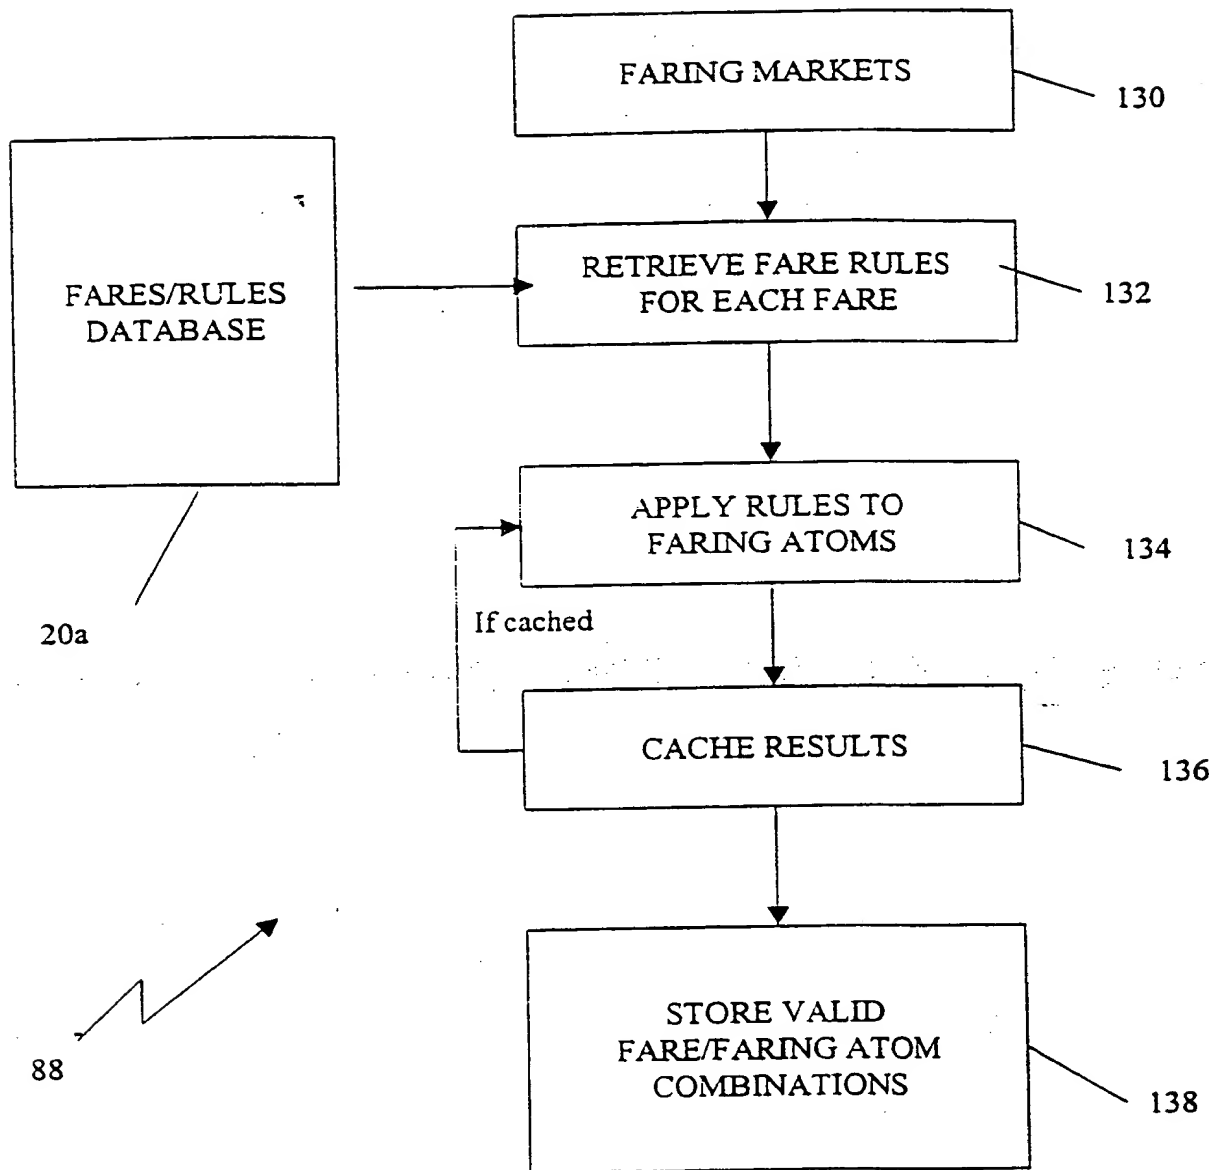 FARING MARKETS
130
FARES/RULES
DATABASE
20a
RETRIEVE FARE RULES
FOR EACH FARE
132
APPLY RULES TO
FARING ATOMS
134
If cached
CACHE RESULTS
136
88
STORE VALID
FARE/FARING ATOM
COMBINATIONS
138